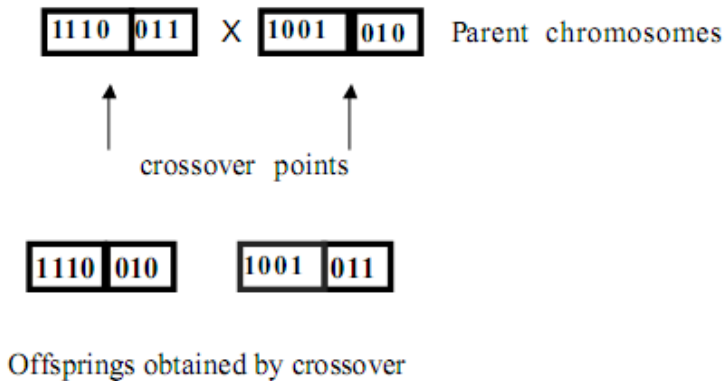 1110 011 X 1001 010 Parent chromosomes
crossover points
1110 010 1001 011
Offsprings obtained by crossover